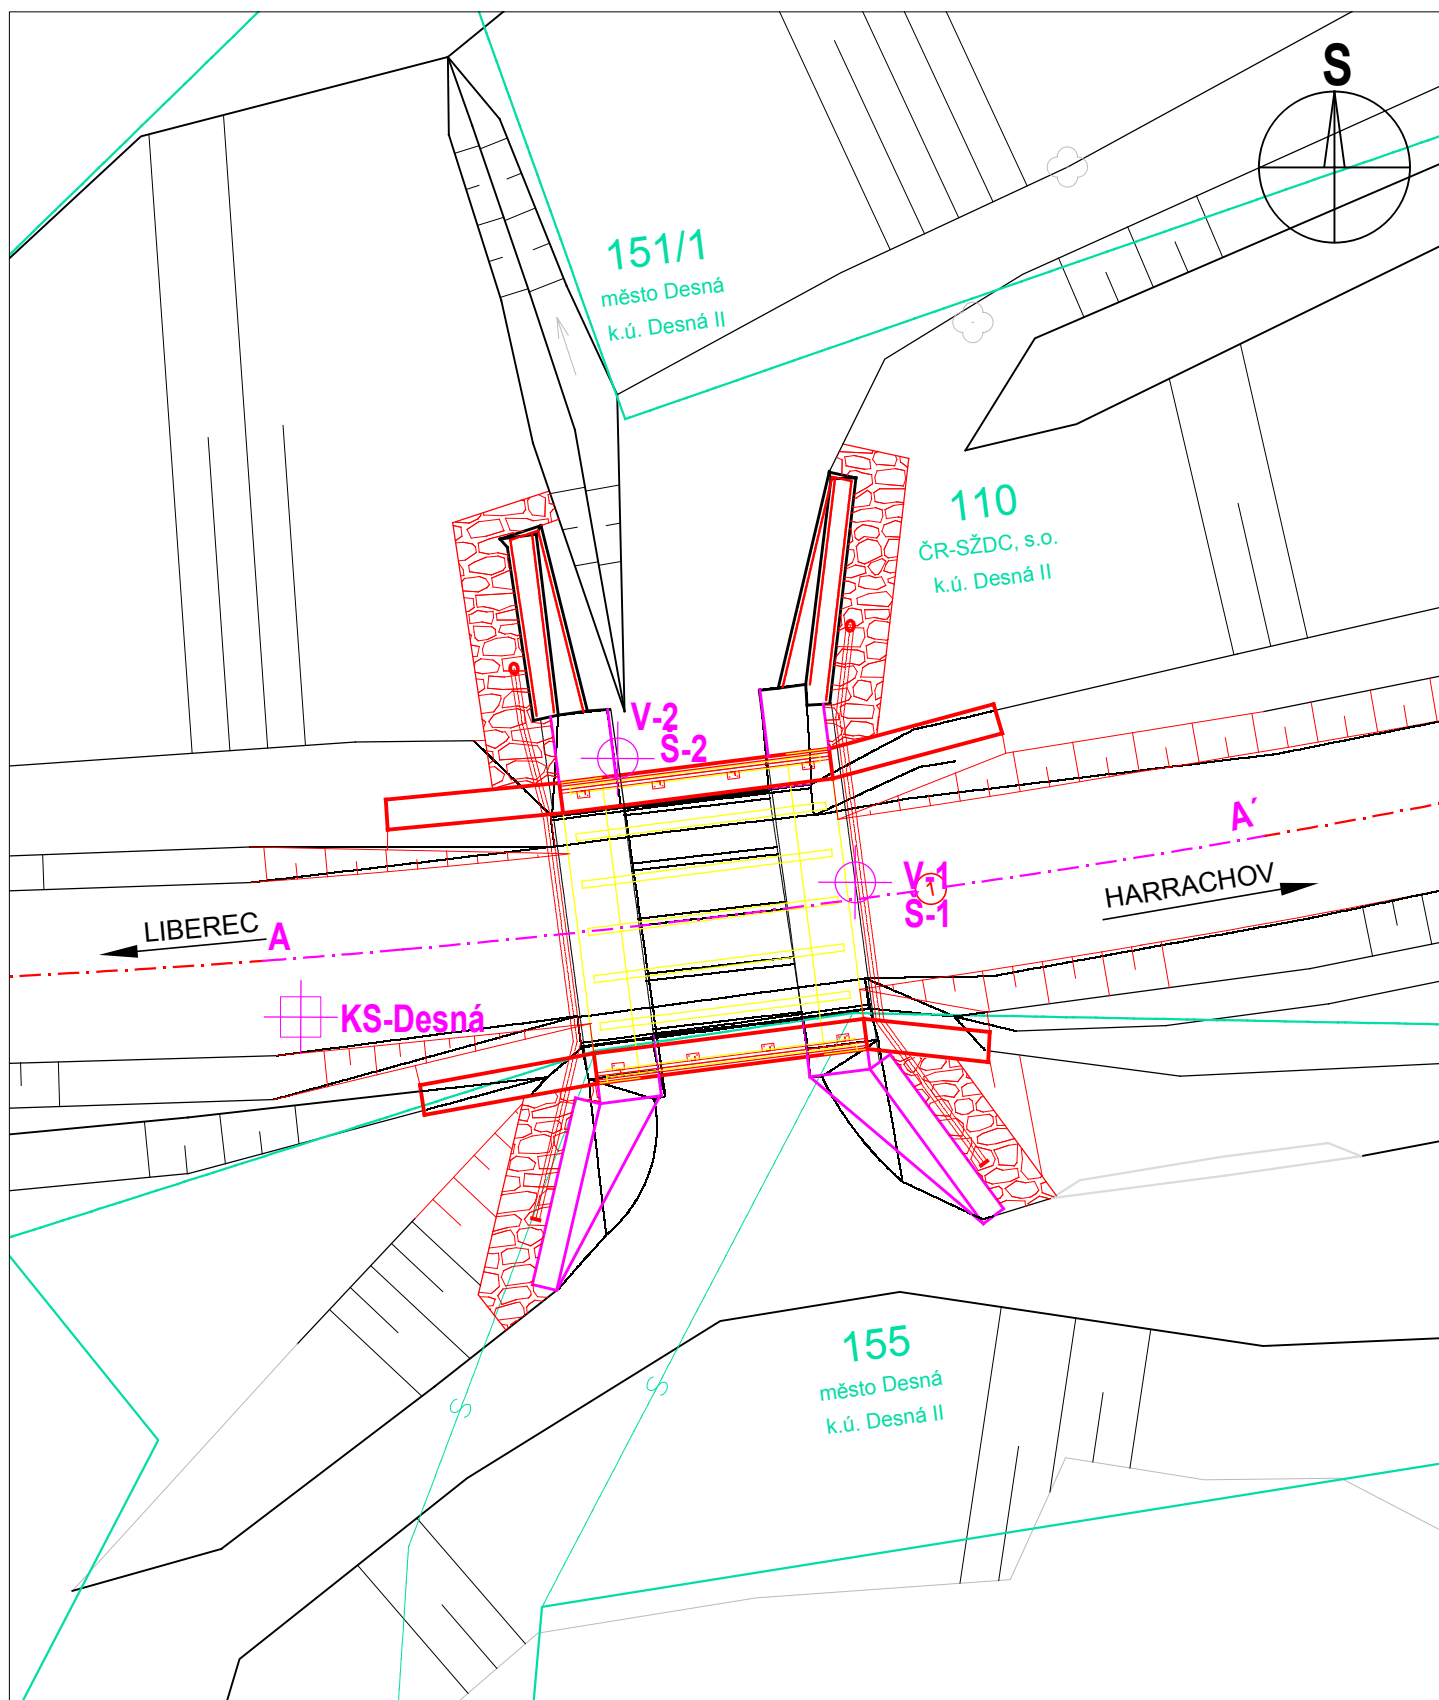 S
151/1
město Desná
k.ú. Desná II
110
ČR-SŽDC, s.o.
k.ú. Desná II
V-2
Š-2
A´
V-1
1
Š-1
HARRACHOV
LIBEREC
A
KS-Desná
155
město Desná
k.ú. Desná II
S
S